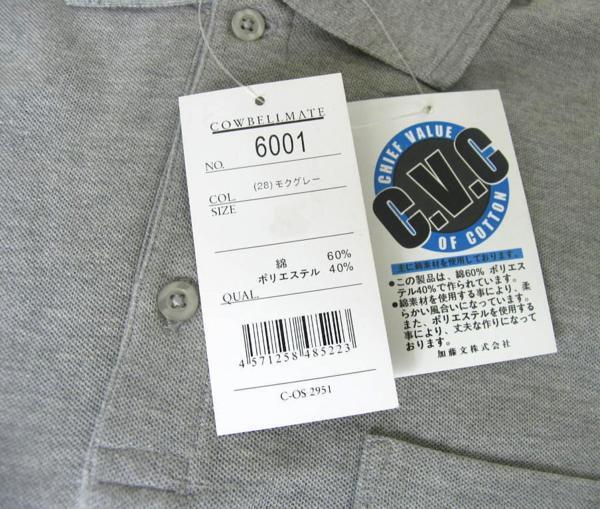 COWBELLMATE
NO. 6001
COL. (28) モクグレー
SIZE
綿 60%
ポリエステル 40%
QUAL.
4 571258 485223
C-OS 2951
CHIEF VALUE
C.V.C
OF COTTON
主に綿素材を使用しております。
●この製品は、綿60% ポリエス
テル40%で作られています。
●綿素材を使用する事により、柔
らかい風合いになっています。
また、ポリエステルを使用する
事により、丈夫な作りになって
おります。
加藤文株式会社